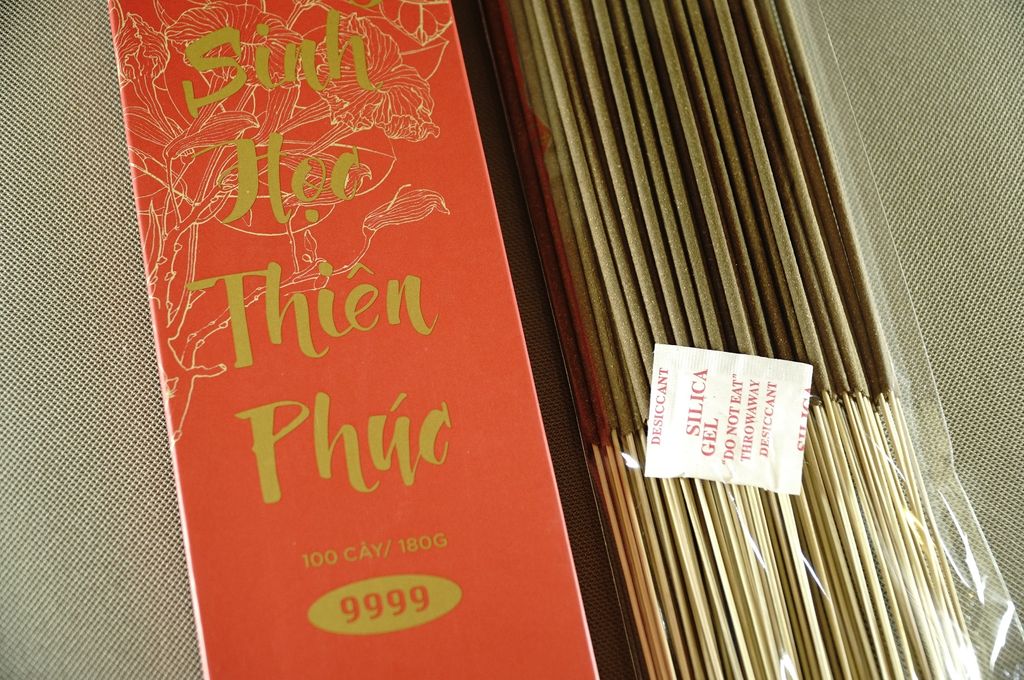 Sinh
Học
Thiên
Phúc
100 CÂY/ 180G
9999
DESICCANT
SILICA
GEL
"DO NOT EAT"
THROWAWAY
DESICCANT
SILICA